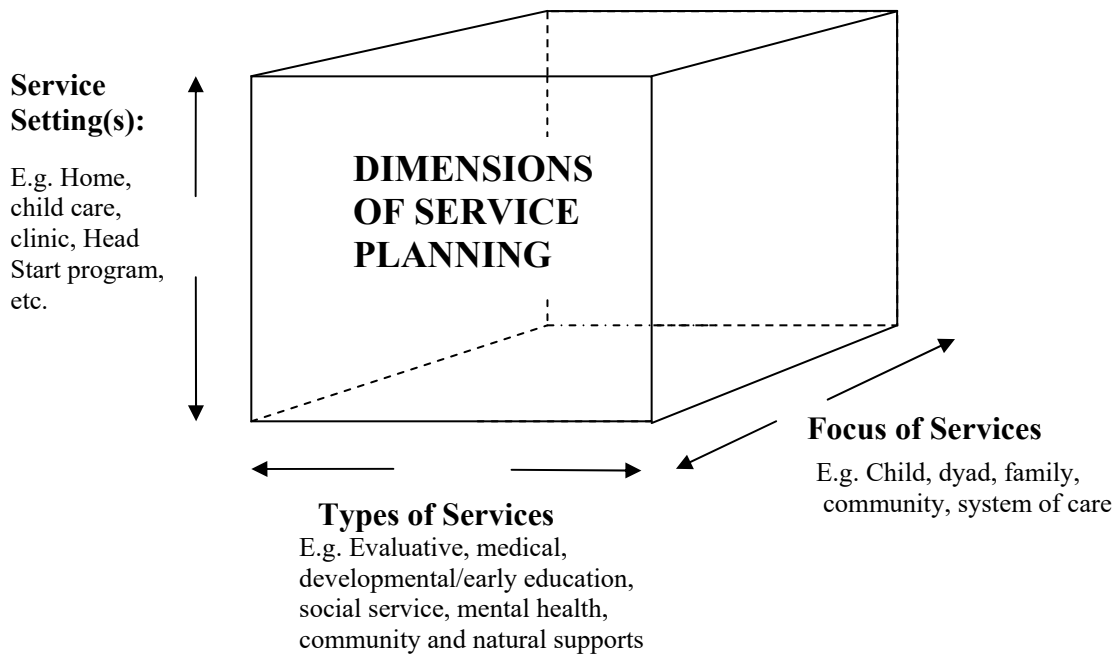 Service
Setting(s):
E.g. Home,
child care,
clinic, Head
Start program,
etc.
DIMENSIONS
OF SERVICE
PLANNING
Focus of Services
E.g. Child, dyad, family,
community, system of care
Types of Services
E.g. Evaluative, medical,
developmental/early education,
social service, mental health,
community and natural supports